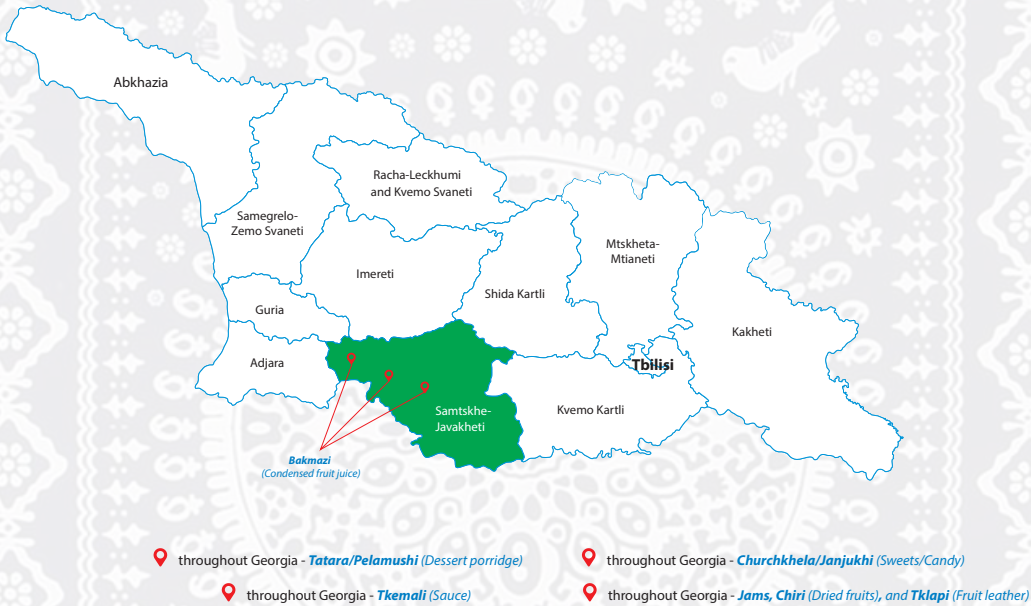 Abkhazia
Racha-Leckhumi
and Kvemo Svaneti
Samegrelo-
Zemo Svaneti
Mtskheta-
Mtianeti
Imereti
Shida Kartli
Guria
Kakheti
Adjara
Tbilisi
Samtskhe-
Javakheti
Kvemo Kartli
Bakmazi
(Condensed fruit juice)
throughout Georgia - Tatara/Pelamushi (Dessert porridge)
throughout Georgia - Churchkhela/Janjukhi (Sweets/Candy)
throughout Georgia - Tkemali (Sauce)
throughout Georgia - Jams, Chiri (Dried fruits), and Tklapi (Fruit leather)